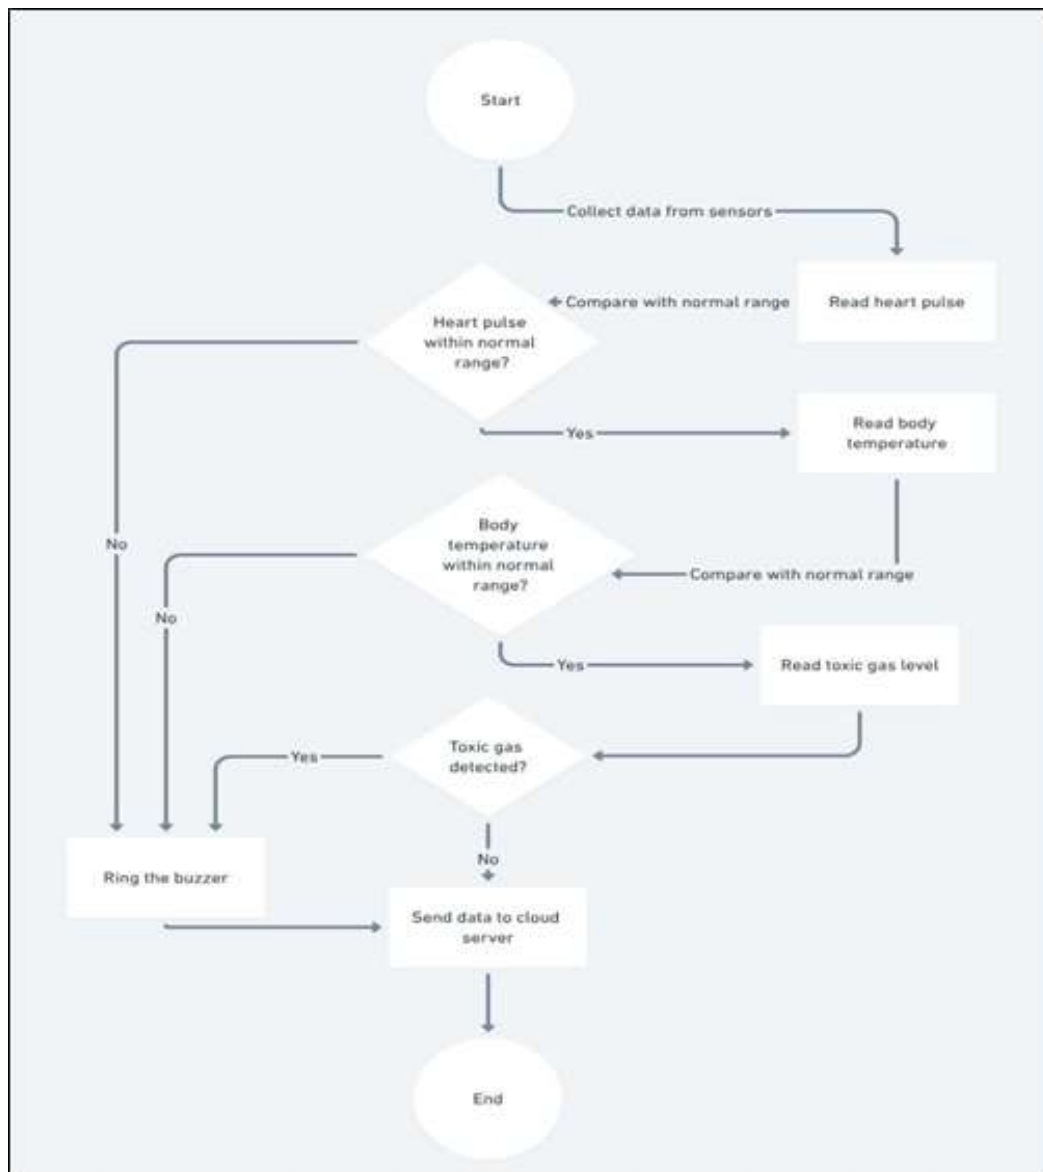 Start
Collect data from sensors
Read heart pulse
Compare with normal range
Heart pulse
within normal
range?
Yes
Read body
temperature
No
Body
temperature
within normal
range?
Compare with normal range
No
Yes
Read toxic gas level
Toxic gas
detected?
Yes
No
Ring the buzzer
Send data to cloud
server
End